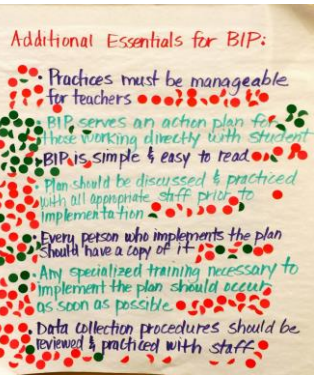 Additional Essentials for BIP:
• Practices must be manageable
for teachers
• BIP serves an action plan for
those working directly with student
• BIP is simple & easy to read
• Plan should be discussed & practiced
with all appropriate staff prior to
implementation
• Every person who implements the plan
should have a copy of it
• Any specialized training necessary to
implement the plan should occur
as soon as possible
• Data collection procedures should be
reviewed & practiced with staff